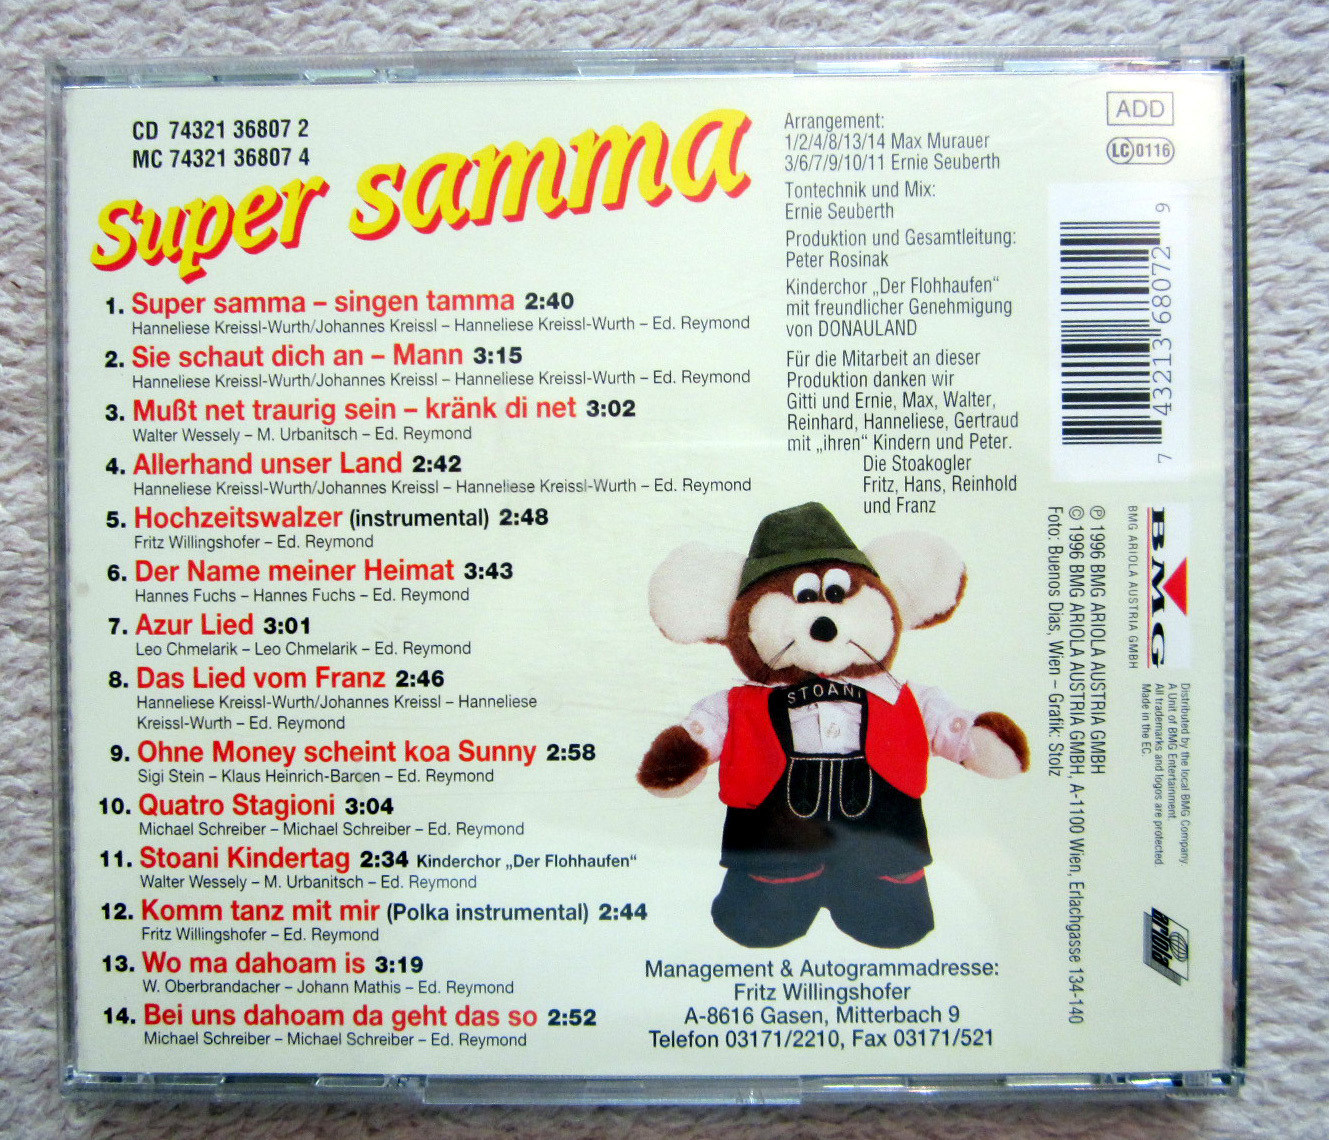 CD 74321 36807 2
MC 74321 36807 4
super samma
1. Super samma – singen tamma 2:40
Hanneliese Kreissl-Wurth/Johannes Kreissl – Hanneliese Kreissl-Wurth – Ed. Reymond
2. Sie schaut dich an – Mann 3:15
Hanneliese Kreissl-Wurth/Johannes Kreissl – Hanneliese Kreissl-Wurth – Ed. Reymond
3. Mußt net traurig sein – kränk di net 3:02
Walter Wessely – M. Urbanitsch – Ed. Reymond
4. Allerhand unser Land 2:42
Hanneliese Kreissl-Wurth/Johannes Kreissl – Hanneliese Kreissl-Wurth – Ed. Reymond
5. Hochzeitswalzer (instrumental) 2:48
Fritz Willingshofer – Ed. Reymond
6. Der Name meiner Heimat 3:43
Hannes Fuchs – Hannes Fuchs – Ed. Reymond
7. Azur Lied 3:01
Leo Chmelarik – Leo Chmelarik – Ed. Reymond
8. Das Lied vom Franz 2:46
Hanneliese Kreissl-Wurth/Johannes Kreissl – Hanneliese
Kreissl-Wurth – Ed. Reymond
9. Ohne Money scheint koa Sunny 2:58
Sigi Stein – Klaus Heinrich-Barcen – Ed. Reymond
10. Quatro Stagioni 3:04
Michael Schreiber – Michael Schreiber – Ed. Reymond
11. Stoani Kindertag 2:34 Kinderchor „Der Flohhaufen“
Walter Wessely – M. Urbanitsch – Ed. Reymond
12. Komm tanz mit mir (Polka instrumental) 2:44
Fritz Willingshofer – Ed. Reymond
13. Wo ma dahoam is 3:19
W. Oberbrandacher – Johann Mathis – Ed. Reymond
14. Bei uns dahoam da geht das so 2:52
Michael Schreiber – Michael Schreiber – Ed. Reymond
Arrangement:
1/2/4/8/13/14 Max Murauer
3/6/7/9/10/11 Ernie Seuberth
Tontechnik und Mix:
Ernie Seuberth
Produktion und Gesamtleitung:
Peter Rosinak
Kinderchor „Der Flohhaufen“
mit freundlicher Genehmigung
von DONAULAND
Für die Mitarbeit an dieser
Produktion danken wir
Gitti und Ernie, Max, Walter,
Reinhard, Hanneliese, Gertraud
mit „ihren“ Kindern und Peter.
Die Stoakogler
Fritz, Hans, Reinhold
und Franz
STOANI
Management & Autogrammadresse:
Fritz Willingshofer
A-8616 Gasen, Mitterbach 9
Telefon 03171/2210, Fax 03171/521
ADD
LC 0116
7 43213 68072 9
℗ 1996 BMG ARIOLA AUSTRIA GMBH
© 1996 BMG ARIOLA AUSTRIA GMBH, A-1100 Wien, Erlachgasse 134-140
Foto: Buenos Dias, Wien – Grafik: Stolz
BMG
BMG ARIOLA AUSTRIA GMBH
Distributed by the local BMG Company.
A Unit of BMG Entertainment.
All trademarks and logos are protected.
Made in the EC
ariola